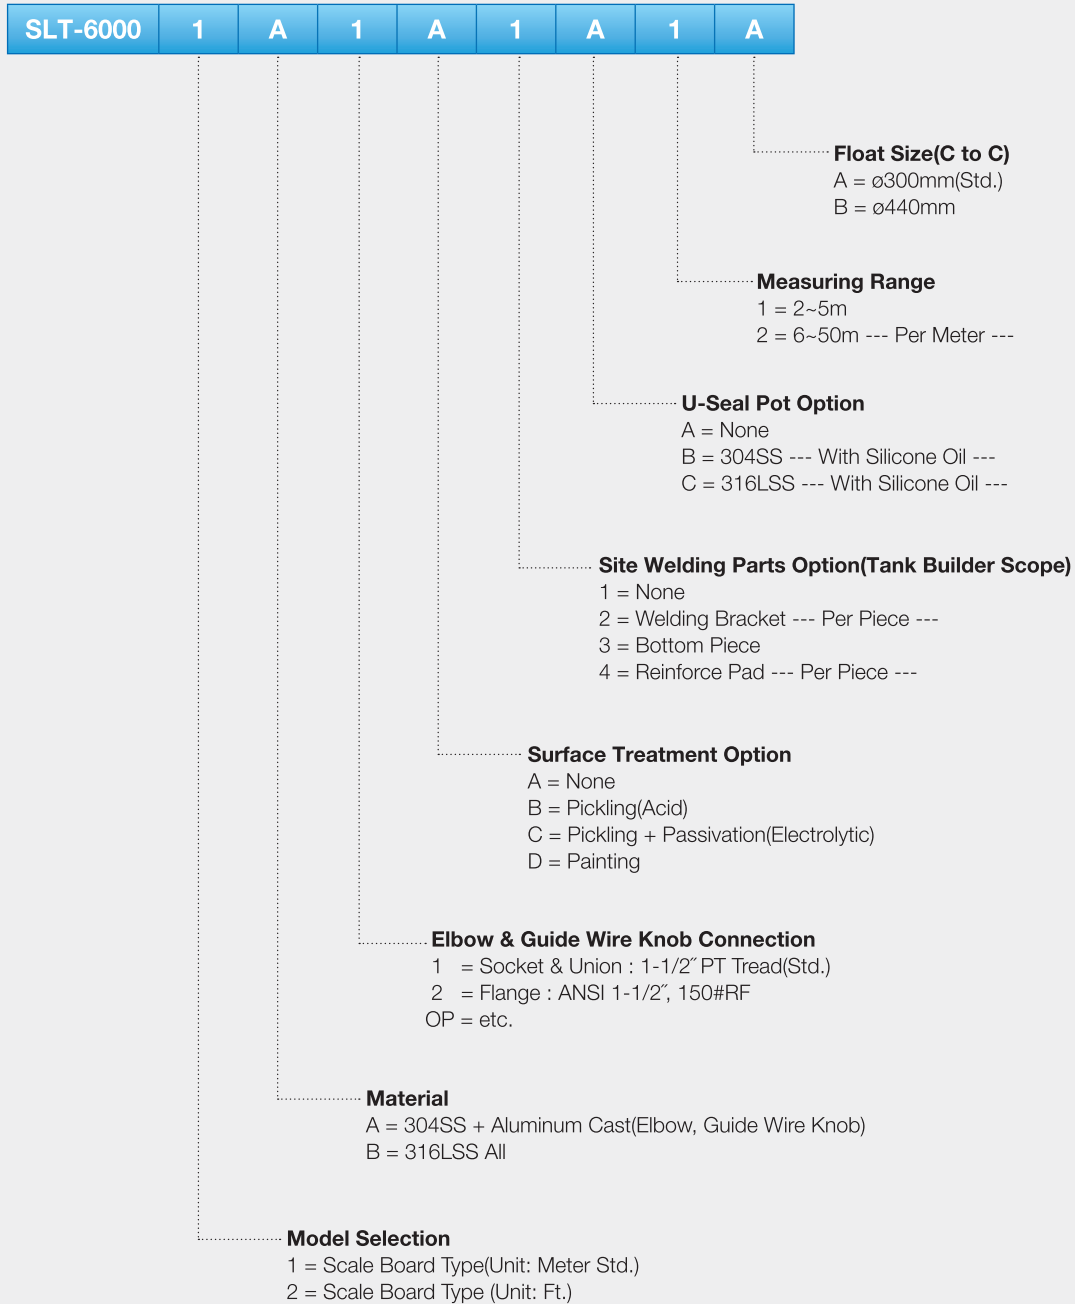 SLT-6000 1 A 1 A 1 A 1 A
Float Size(C to C)
A = ø300mm(Std.)
B = ø440mm
Measuring Range
1 = 2~5m
2 = 6~50m --- Per Meter ---
U-Seal Pot Option
A = None
B = 304SS --- With Silicone Oil ---
C = 316LSS --- With Silicone Oil ---
Site Welding Parts Option(Tank Builder Scope)
1 = None
2 = Welding Bracket --- Per Piece ---
3 = Bottom Piece
4 = Reinforce Pad --- Per Piece ---
Surface Treatment Option
A = None
B = Pickling(Acid)
C = Pickling + Passivation(Electrolytic)
D = Painting
Elbow & Guide Wire Knob Connection
1 = Socket & Union : 1-1/2˝ PT Tread(Std.)
2 = Flange : ANSI 1-1/2˝, 150#RF
OP = etc.
Material
A = 304SS + Aluminum Cast(Elbow, Guide Wire Knob)
B = 316LSS All
Model Selection
1 = Scale Board Type(Unit: Meter Std.)
2 = Scale Board Type (Unit: Ft.)